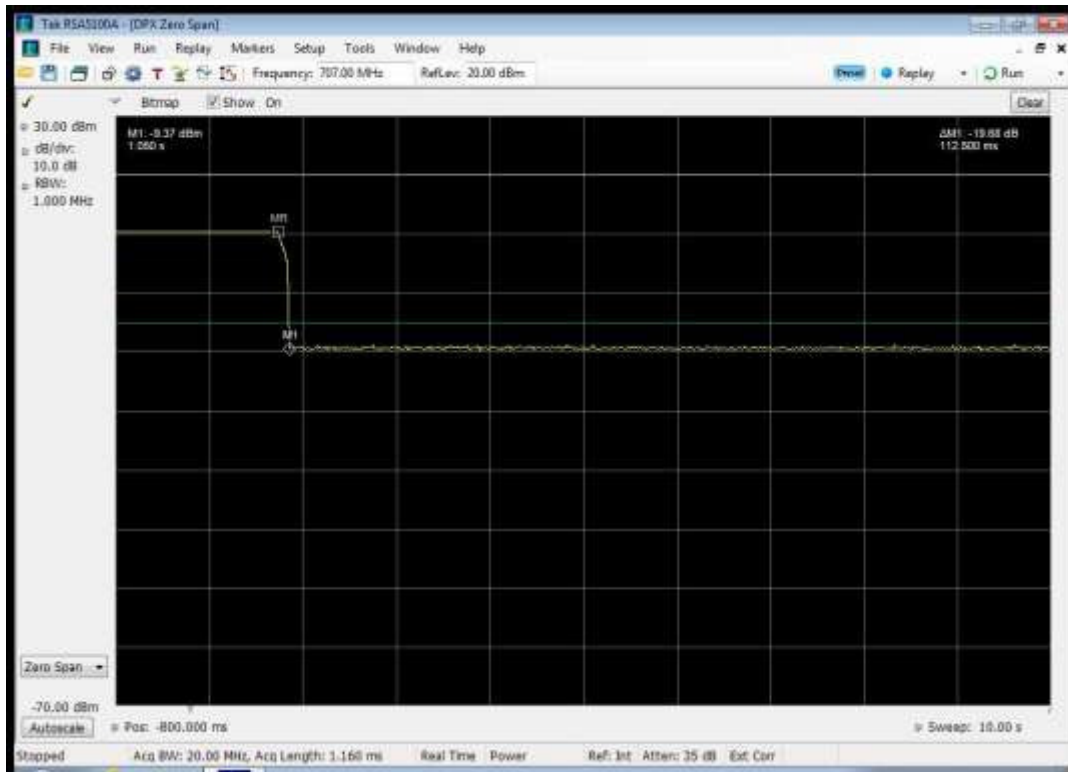 Tek RSA5100A - [DPX Zero Span]
File View Run Replay Markers Setup Tools Window Help
Frequency: 707.00 MHz RefLev: 20.00 dBm Preset Replay Run
Bitmap Show On Clear
30.00 dBm
dB/div:
10.0 dB
RBW:
1.000 MHz
M1: -9.37 dBm
1.050 s
ΔM1: -19.68 dB
112.500 ms
MR
M1
Zero Span
-70.00 dBm
Autoscale Pos: -800.000 ms Sweep: 10.00 s
Stopped Acq BW: 20.00 MHz, Acq Length: 1.160 ms Real Time Power Ref: Int Atten: 35 dB Ext Corr